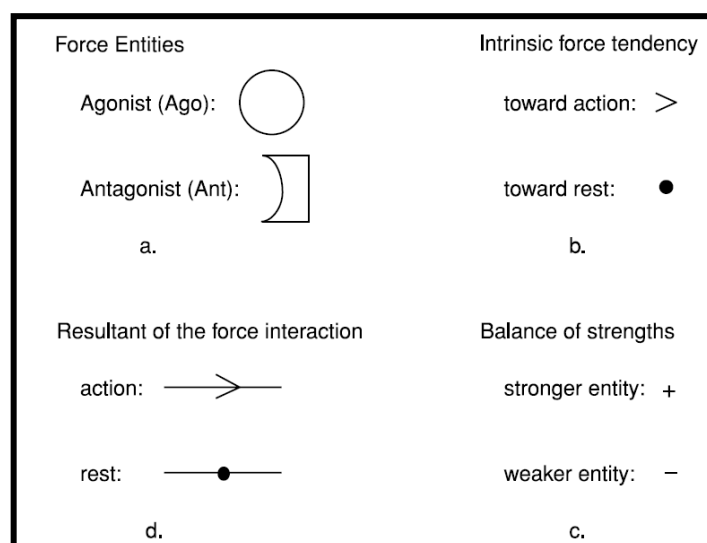 Force Entities
Agonist (Ago):
Antagonist (Ant):
a.
Intrinsic force tendency
toward action: >
toward rest: ●
b.
Resultant of the force interaction
action:
rest:
d.
Balance of strengths
stronger entity: +
weaker entity: −
c.